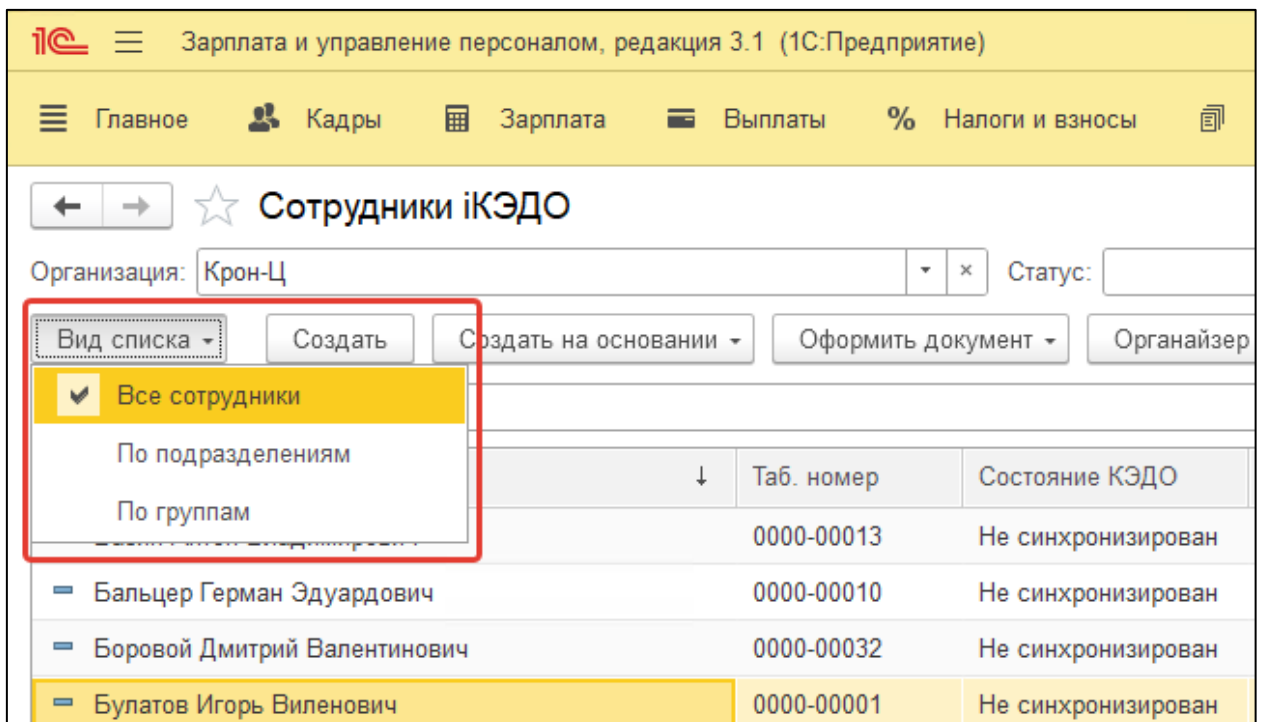 1С Зарплата и управление персоналом, редакция 3.1 (1С:Предприятие)
Главное Кадры Зарплата Выплаты % Налоги и взносы
Сотрудники iКЭДО
Организация: Крон-Ц Статус:
Вид списка Создать Создать на основании Оформить документ Органайзер
Все сотрудники
По подразделениям
Таб. номер Состояние КЭДО
По группам
0000-00013 Не синхронизирован
Бальцер Герман Эдуардович 0000-00010 Не синхронизирован
Боровой Дмитрий Валентинович 0000-00032 Не синхронизирован
Булатов Игорь Виленович 0000-00001 Не синхронизирован